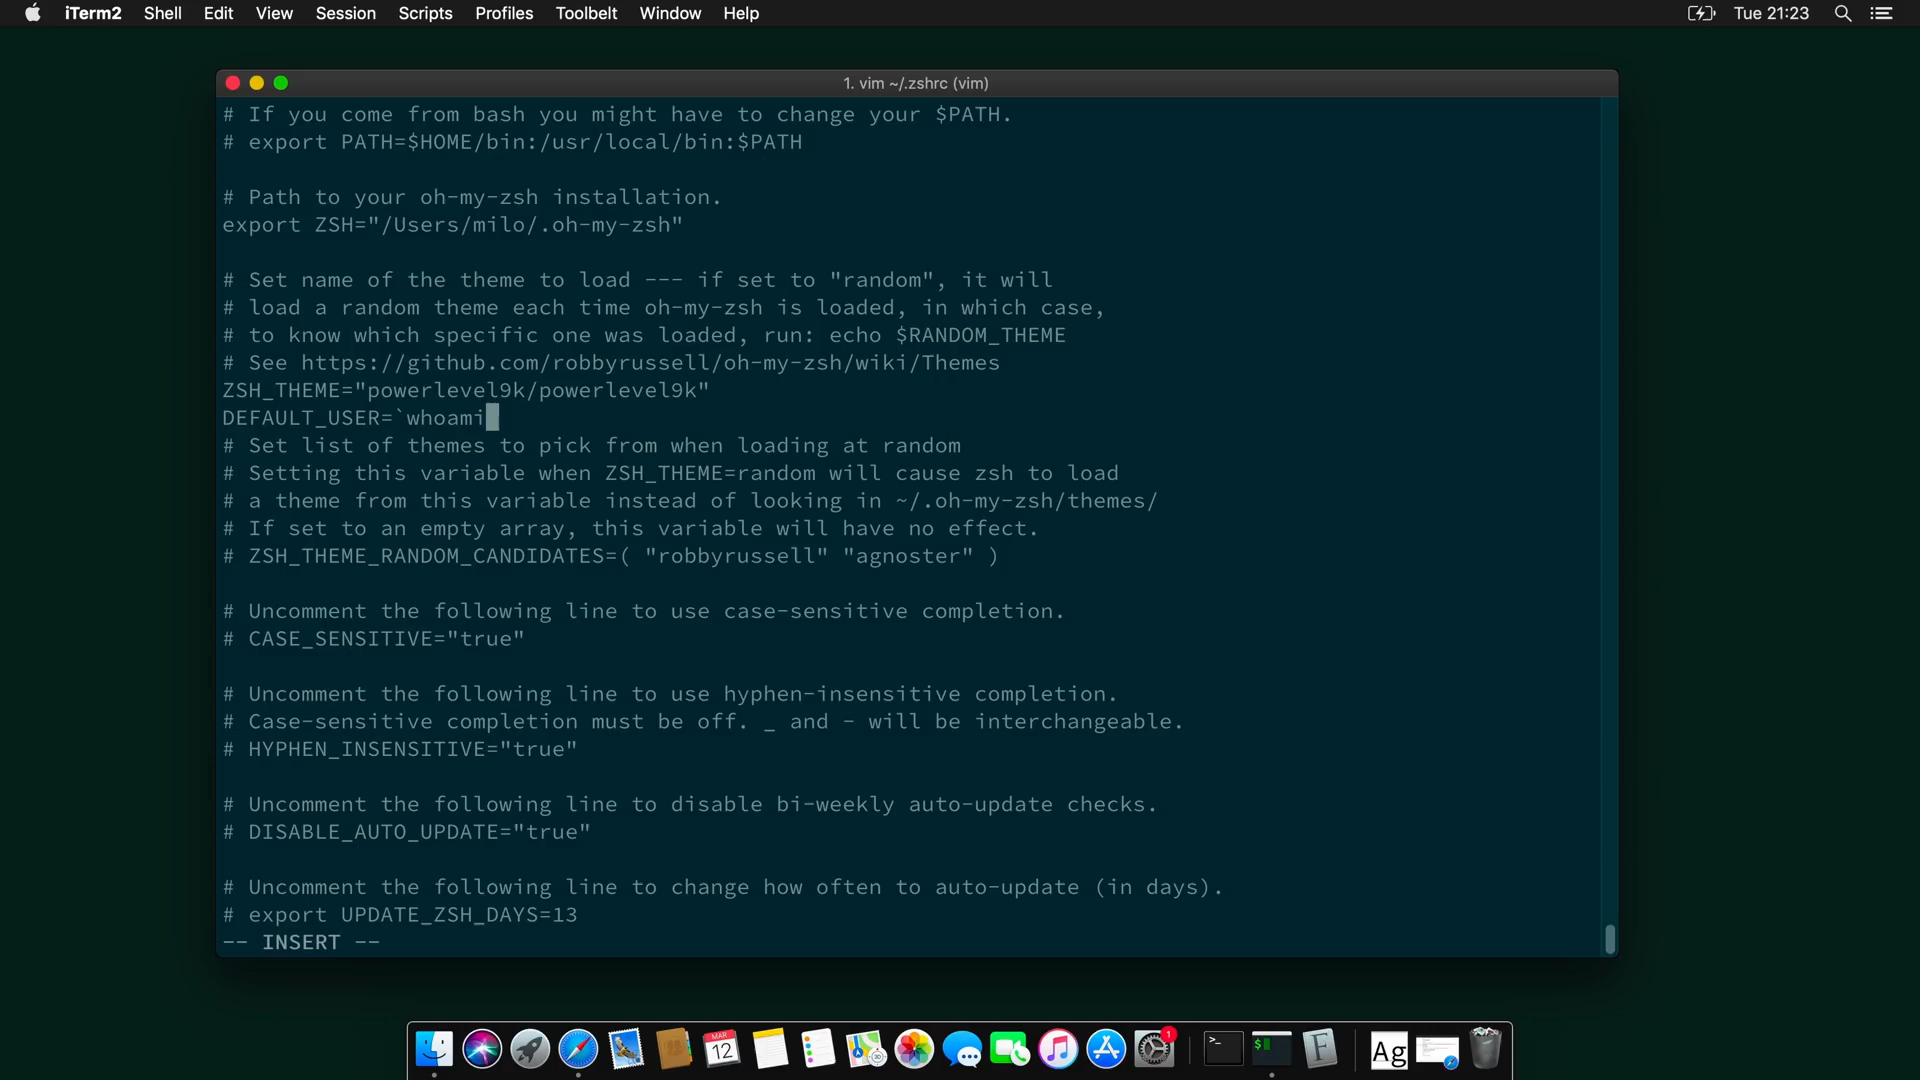 iTerm2 Shell Edit View Session Scripts Profiles Toolbelt Window Help Tue 21:23
1. vim ~/.zshrc (vim)
# If you come from bash you might have to change your $PATH.
# export PATH=$HOME/bin:/usr/local/bin:$PATH
# Path to your oh-my-zsh installation.
export ZSH="/Users/milo/.oh-my-zsh"
# Set name of the theme to load --- if set to "random", it will
# load a random theme each time oh-my-zsh is loaded, in which case,
# to know which specific one was loaded, run: echo $RANDOM_THEME
# See https://github.com/robbyrussell/oh-my-zsh/wiki/Themes
ZSH_THEME="powerlevel9k/powerlevel9k"
DEFAULT_USER=`whoami
# Set list of themes to pick from when loading at random
# Setting this variable when ZSH_THEME=random will cause zsh to load
# a theme from this variable instead of looking in ~/.oh-my-zsh/themes/
# If set to an empty array, this variable will have no effect.
# ZSH_THEME_RANDOM_CANDIDATES=( "robbyrussell" "agnoster" )
# Uncomment the following line to use case-sensitive completion.
# CASE_SENSITIVE="true"
# Uncomment the following line to use hyphen-insensitive completion.
# Case-sensitive completion must be off. _ and - will be interchangeable.
# HYPHEN_INSENSITIVE="true"
# Uncomment the following line to disable bi-weekly auto-update checks.
# DISABLE_AUTO_UPDATE="true"
# Uncomment the following line to change how often to auto-update (in days).
# export UPDATE_ZSH_DAYS=13
-- INSERT --
MAR 12 1 >_ $ F Ag